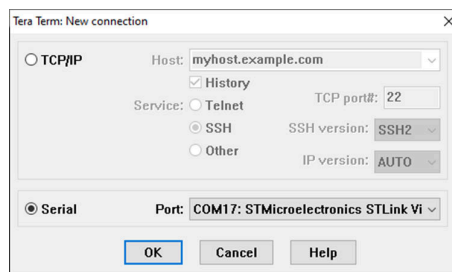 Tera Term: New connection
TCP/IP
Host: myhost.example.com
History
Service: Telnet
TCP port#: 22
SSH
SSH version: SSH2
Other
IP version: AUTO
Serial
Port: COM17: STMicroelectronics STLink Vi
OK Cancel Help